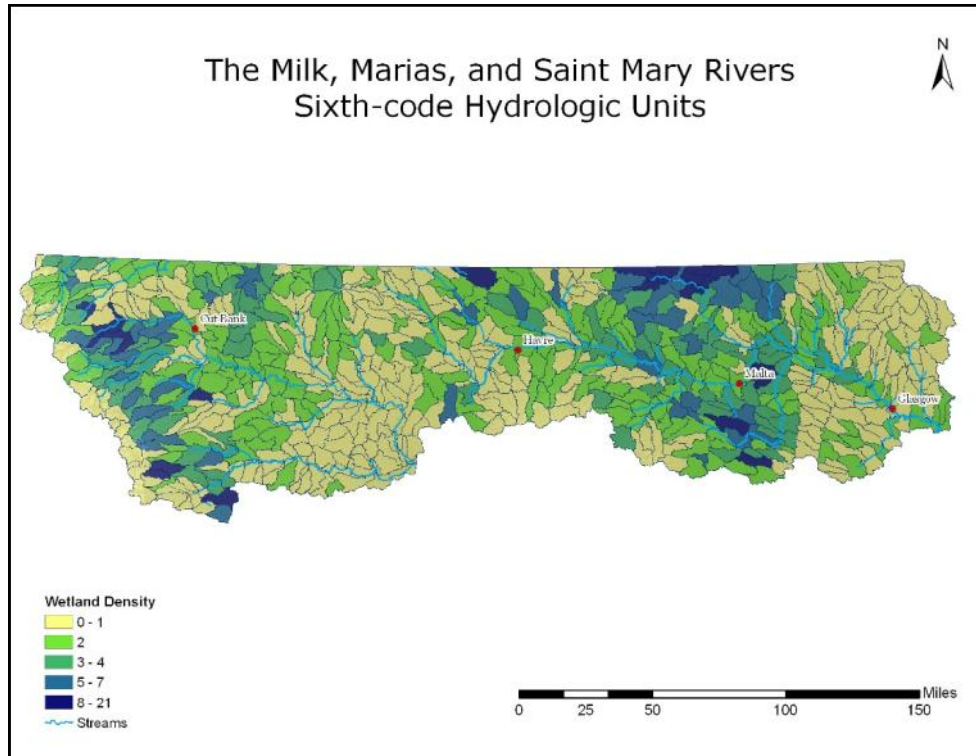 The Milk, Marias, and Saint Mary Rivers
Sixth-code Hydrologic Units
N
Cut Bank
Havre
Malta
Glasgow
Wetland Density
0 - 1
2
3 - 4
5 - 7
8 - 21
Streams
Miles
0 25 50 100 150